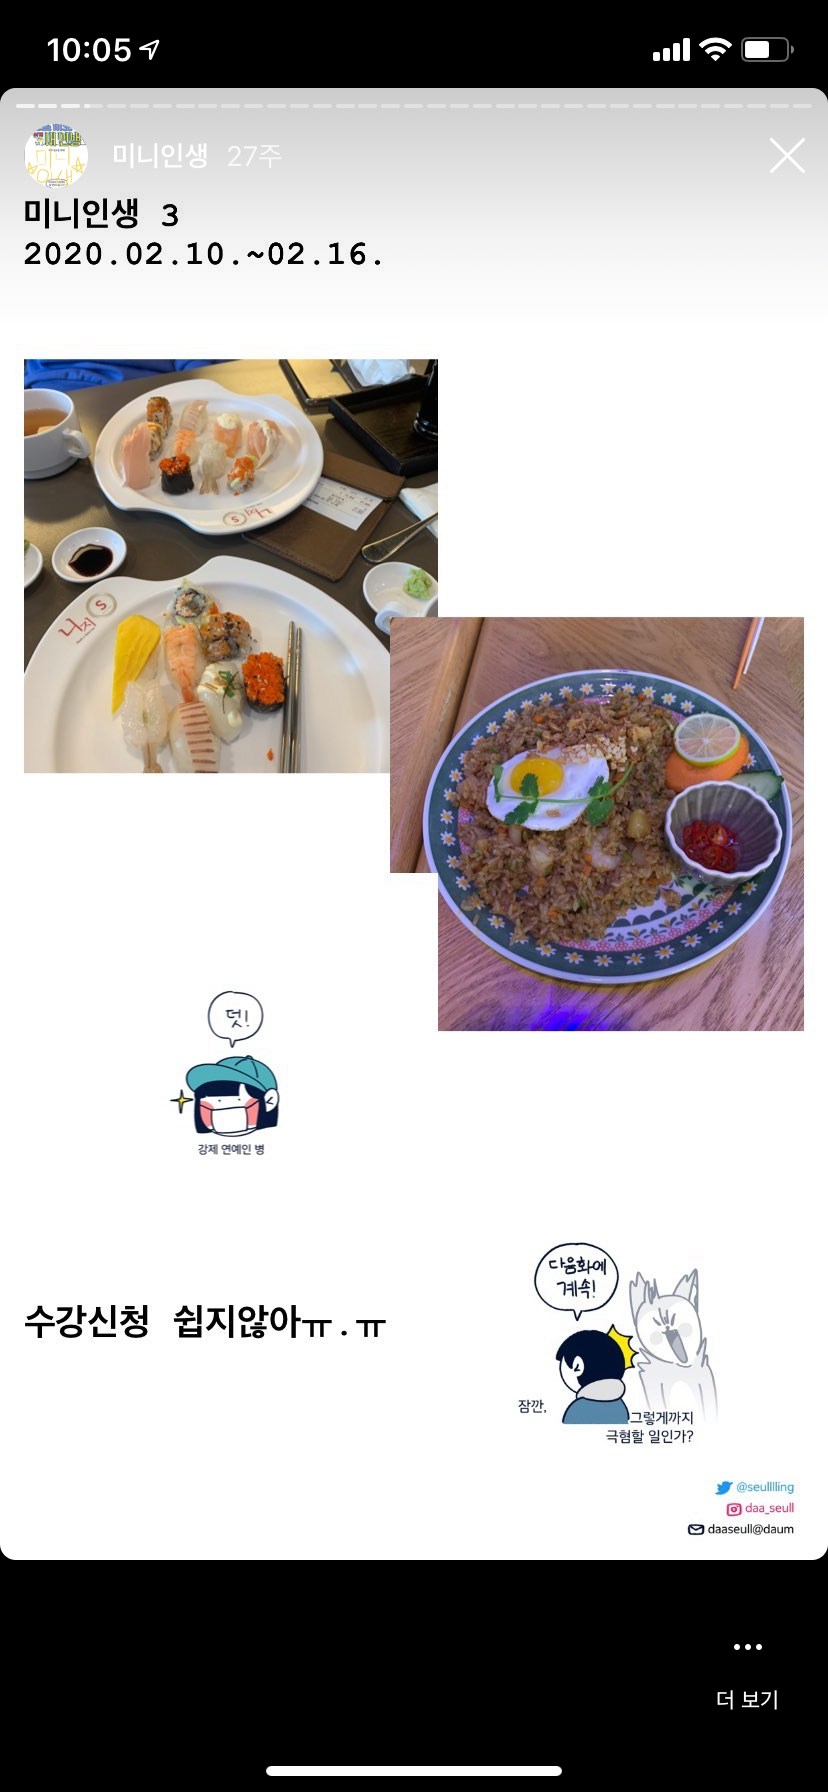 10:05
미니인생 27주
미니인생 3
2020.02.10.~02.16.
나지
S
S
덧!
강제 연예인 병
다음화에
계속!
수강신청 쉽지않아ㅠ.ㅠ
잠깐,
그렇게까지
극혐할 일인가?
@seulllling
daa_seull
daaseull@daum
더 보기